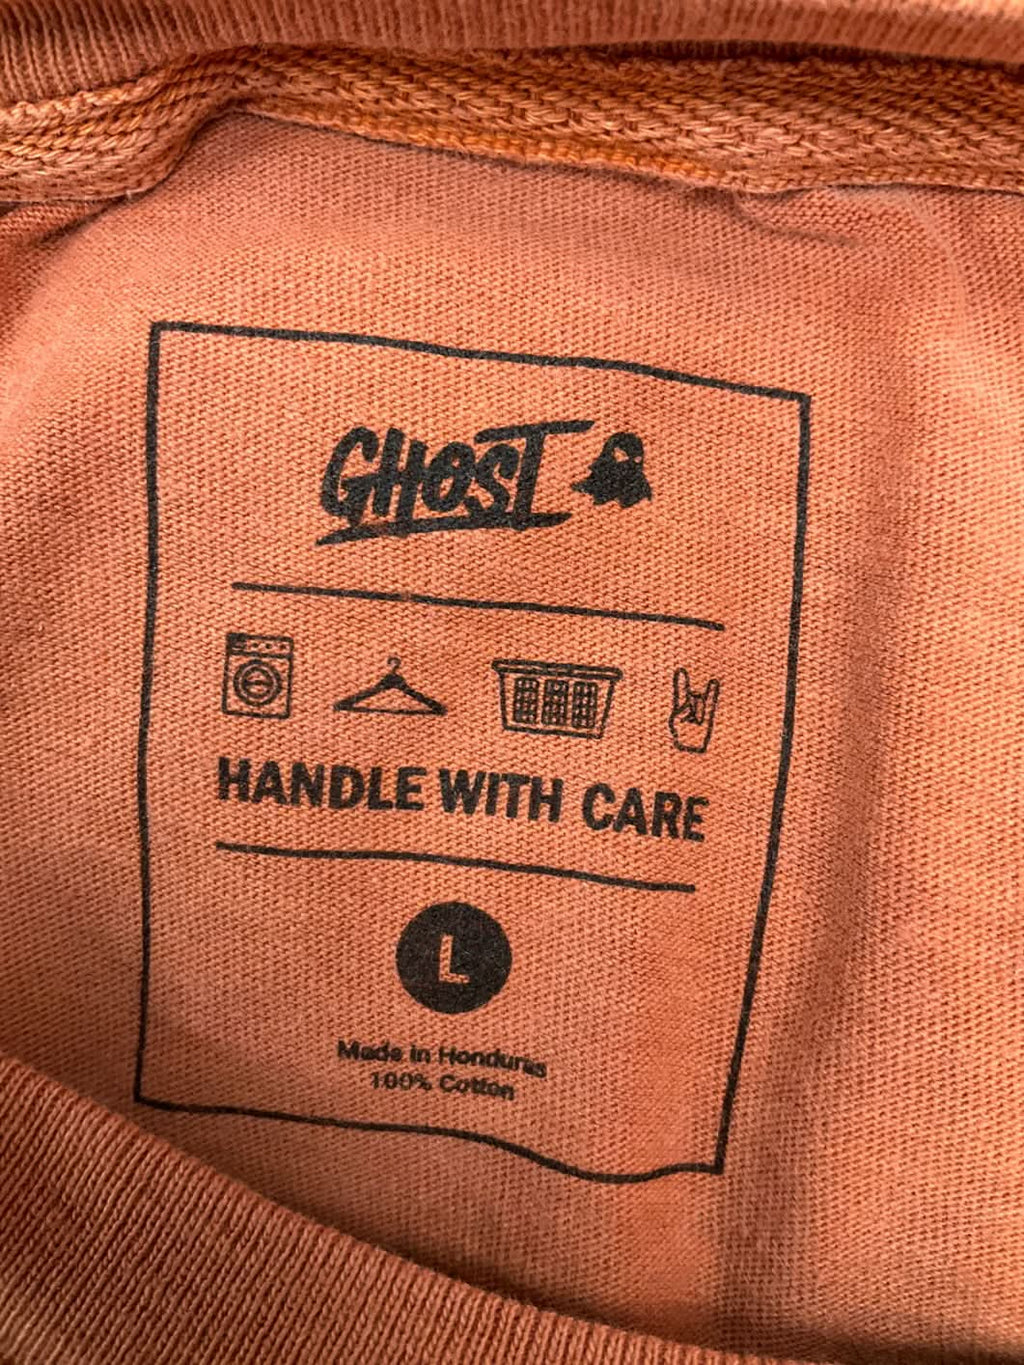 GHOST
HANDLE WITH CARE
L
Made in Honduras
100% Cotton